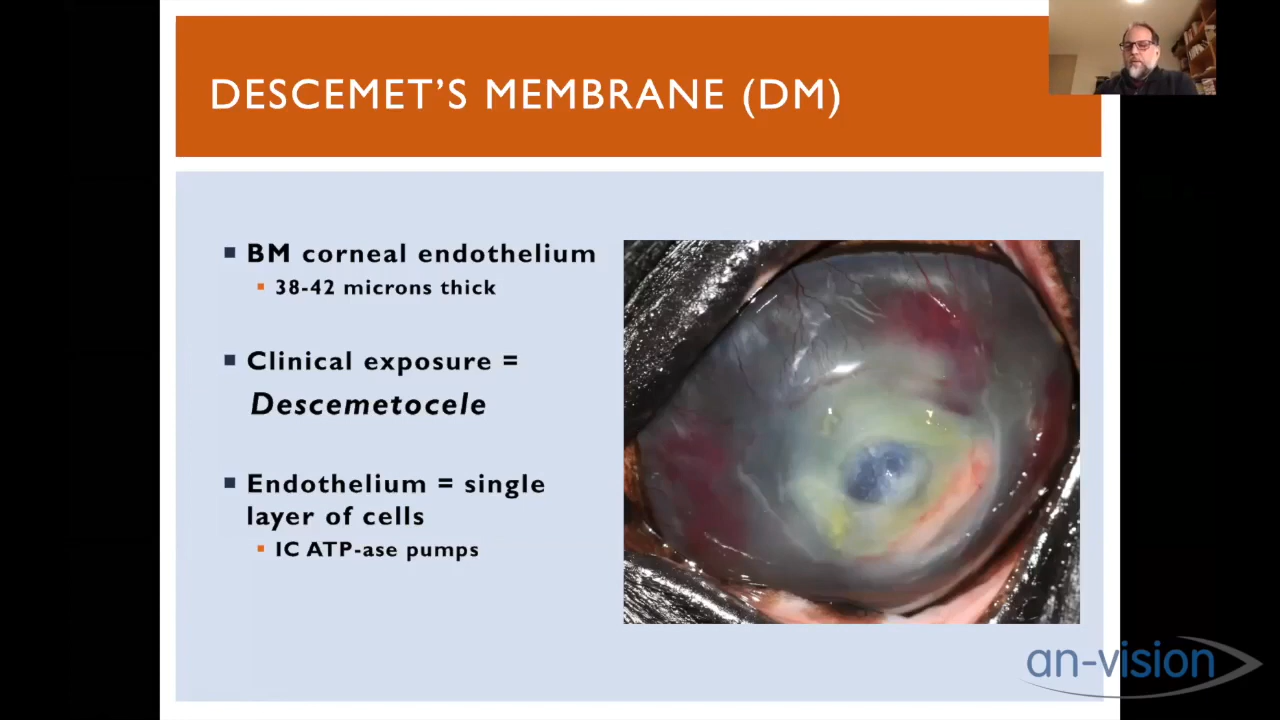 DESCEMET'S MEMBRANE (DM)
BM corneal endothelium
38-42 microns thick
Clinical exposure =
Descemetocele
Endothelium = single
layer of cells
IC ATP-ase pumps
an-vision